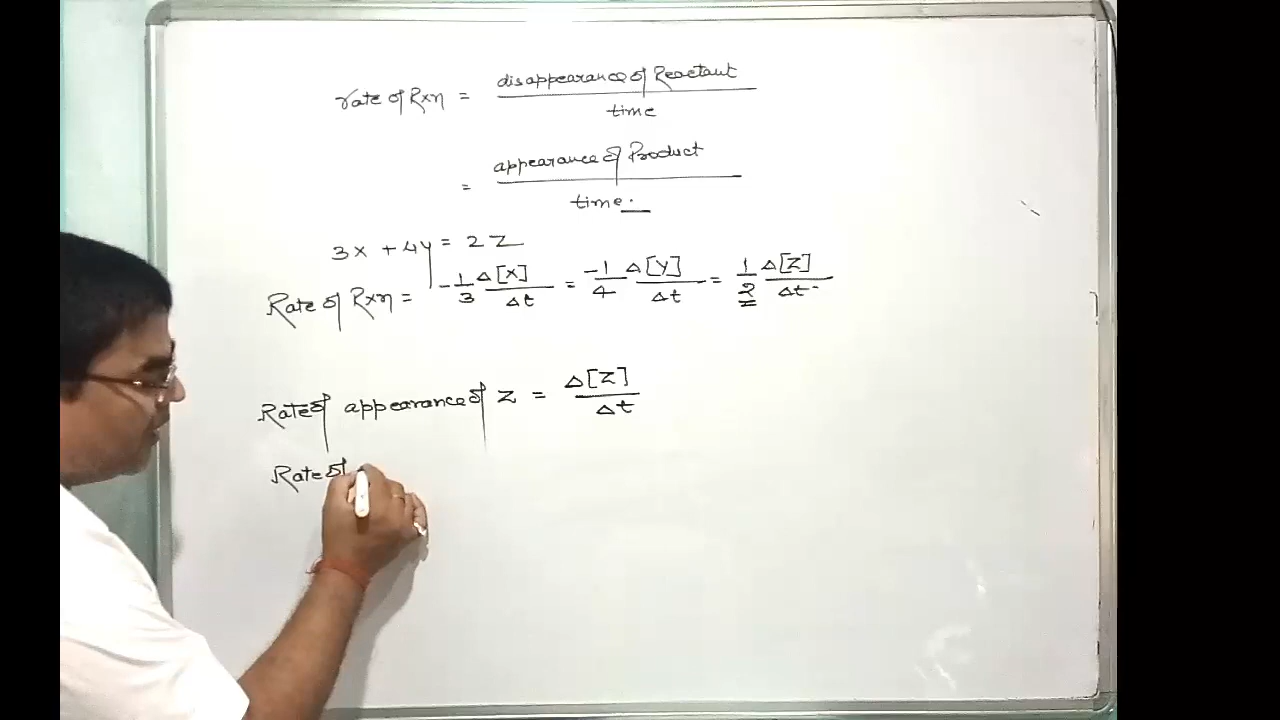 rate of Rxn = disappearance of Reactant / time
= appearance of Product / time.
3x + 4y = 2Z
Rate of Rxn = -1/3 Δ[X]/Δt = -1/4 Δ[Y]/Δt = 1/2 Δ[Z]/Δt
Rate of appearance of Z = Δ[Z]/Δt
Rate of